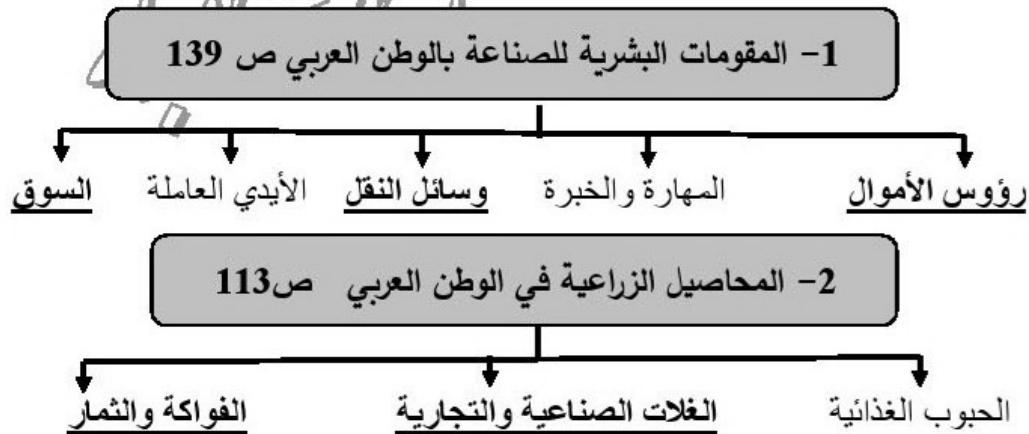 1- المقومات البشرية للصناعة بالوطن العربي ص 139
رؤوس الأموال المهارة والخبرة وسائل النقل الأيدي العاملة السوق
2- المحاصيل الزراعية في الوطن العربي ص113
الحبوب الغذائية الغلات الصناعية والتجارية الفواكة والثمار